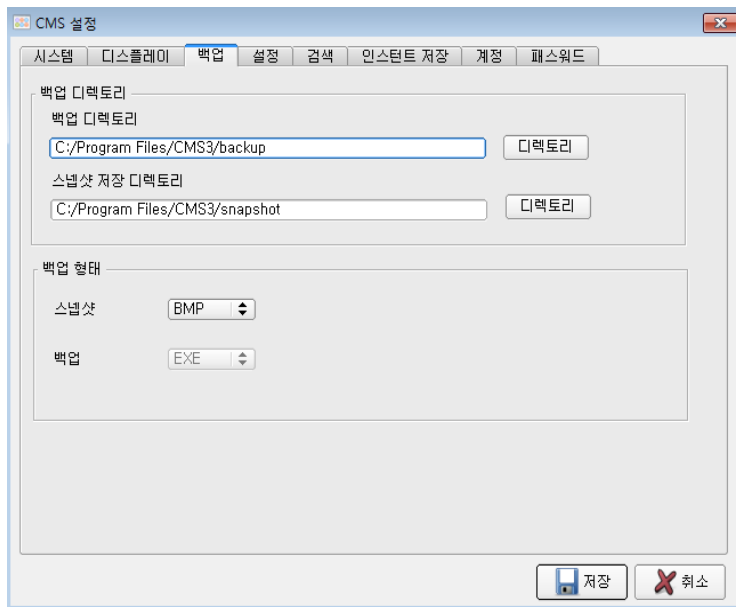 CMS 설정
시스템 디스플레이 백업 설정 검색 인스턴트 저장 계정 패스워드
백업 디렉토리
백업 디렉토리
C:/Program Files/CMS3/backup 디렉토리
스넵샷 저장 디렉토리
C:/Program Files/CMS3/snapshot 디렉토리
백업 형태
스넵샷 BMP
백업 EXE
저장 취소